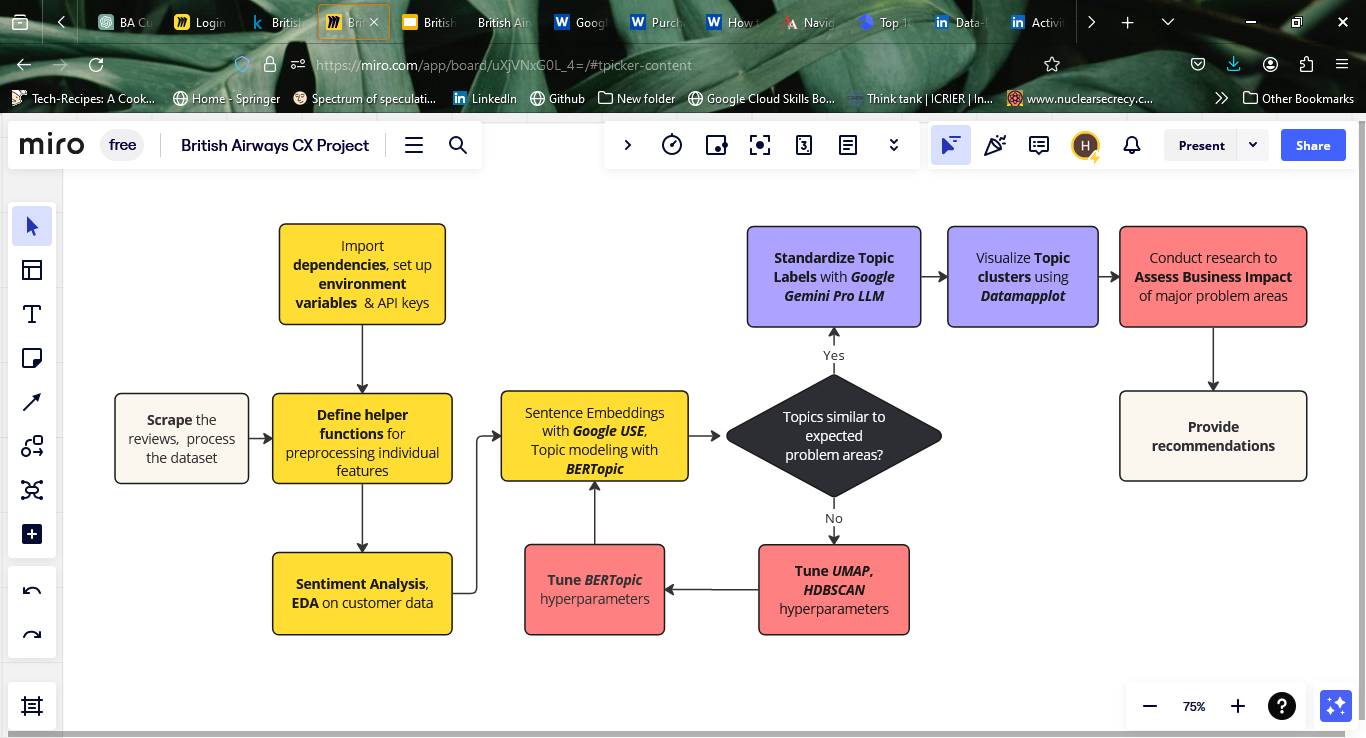 BA Cu
Login
British
Bri
British
British Air
Googl
Purch
How t
Navig
Top 10
Data-
Activi
https://miro.com/app/board/uXjVNxG0L_4=/#tpicker-content
Tech-Recipes: A Cook...
Home - Springer
Spectrum of speculati...
LinkedIn
Github
New folder
Google Cloud Skills Bo...
Think tank | ICRIER | In...
www.nuclearsecrecy.c...
Other Bookmarks
miro
free
British Airways CX Project
3
H
Present
Share
Import
dependencies, set up
environment
variables & API keys
Standardize Topic
Labels with Google
Gemini Pro LLM
Visualize Topic
clusters using
Datamapplot
Conduct research to
Assess Business Impact
of major problem areas
Yes
Scrape the
reviews, process
the dataset
Define helper
functions for
preprocessing individual
features
Sentence Embeddings
with Google USE,
Topic modeling with
BERTopic
Topics similar to
expected
problem areas?
Provide
recommendations
No
Sentiment Analysis,
EDA on customer data
Tune BERTopic
hyperparameters
Tune UMAP,
HDBSCAN
hyperparameters
75%
?